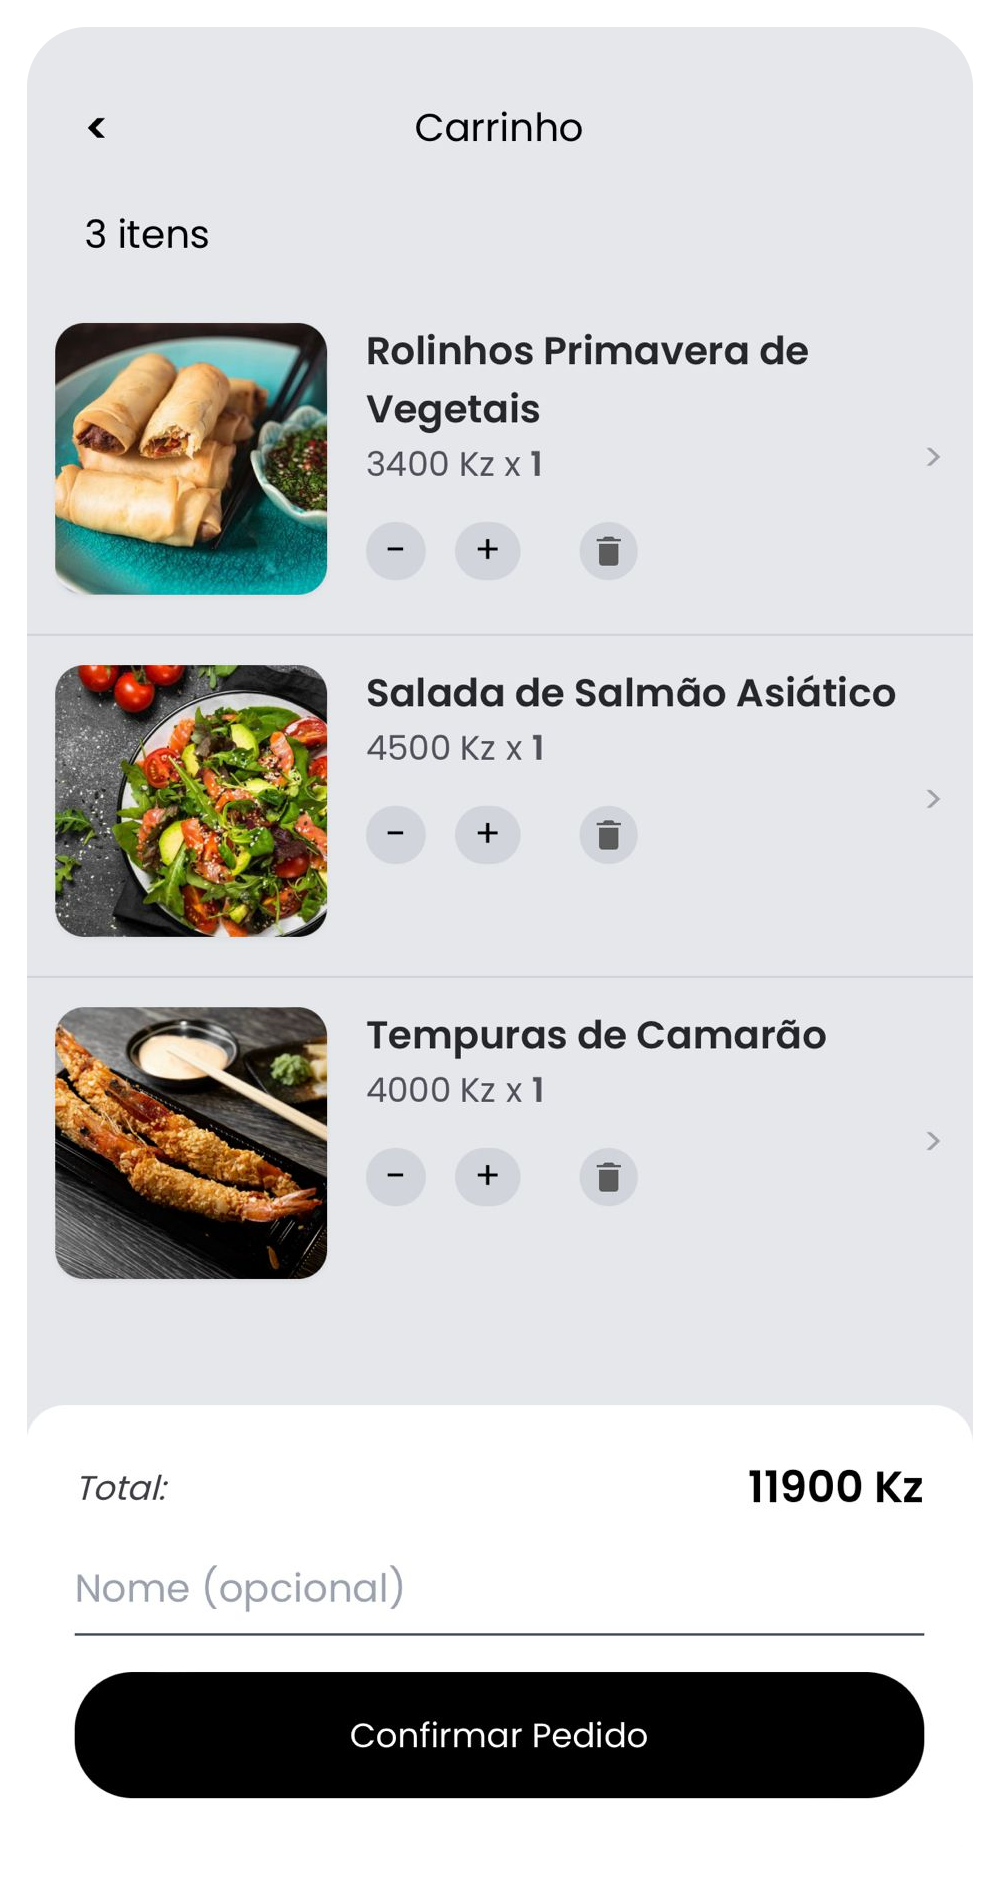 Carrinho
3 itens
Rolinhos Primavera de
Vegetais
3400 Kz x 1
− +
Salada de Salmão Asiático
4500 Kz x 1
− +
Tempuras de Camarão
4000 Kz x 1
− +
Total: 11900 Kz
Nome (opcional)
Confirmar Pedido